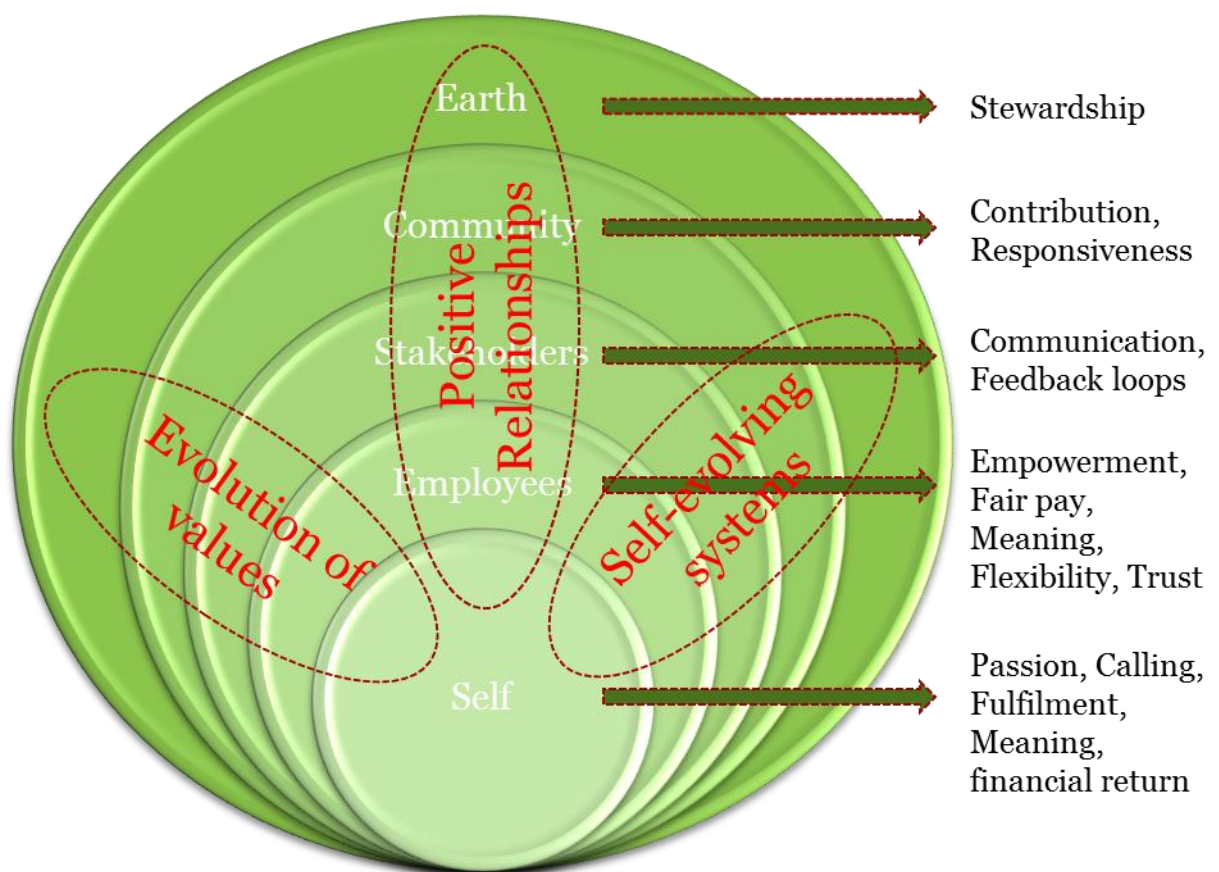 Earth
Stewardship
Community
Contribution,
Responsiveness
Positive
Relationships
Stakeholders
Communication,
Feedback loops
Evolution of
values
Self-evolving
systems
Employees
Empowerment,
Fair pay,
Meaning,
Flexibility, Trust
Self
Passion, Calling,
Fulfilment,
Meaning,
financial return